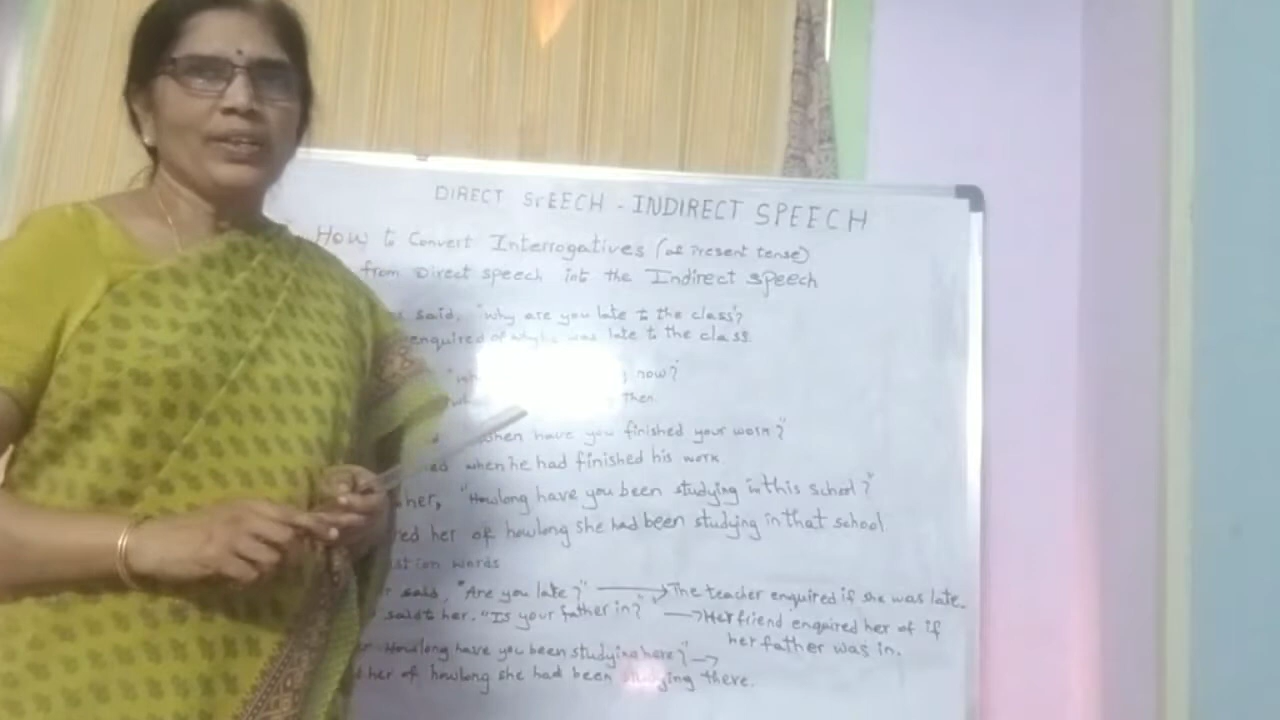 DIRECT SPEECH - INDIRECT SPEECH
How to Convert Interrogatives (of Present tense)
from Direct speech into the Indirect speech
said, "Why are you late to the class?
enquired of why was late to the class.
now?
Then.
when have you finished your work?"
when he had finished his work
her, "Howlong have you been studying in this school?"
her of howlong she had been studying in that school
words
said, "Are you late?" → The teacher enquired if she was late.
said to her. "Is your father in?" → Her friend enquired her of if
her father was in.
Howlong have you been studying here?" →
her of howlong she had been studying there.